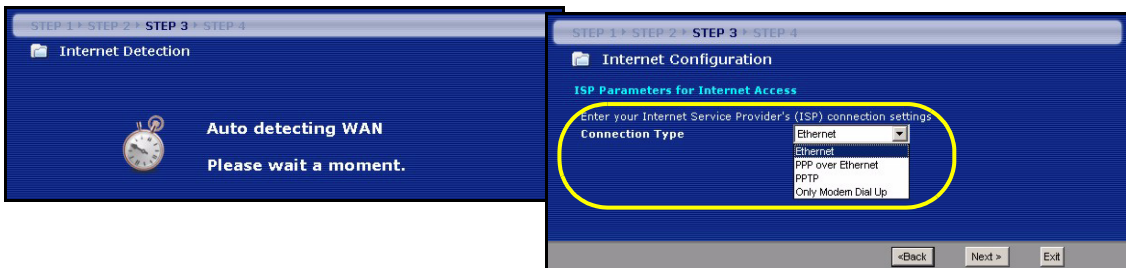 STEP 1 STEP 2 STEP 3 STEP 4
Internet Detection
Auto detecting WAN
Please wait a moment.
STEP 1 STEP 2 STEP 3 STEP 4
Internet Configuration
ISP Parameters for Internet Access
Enter your Internet Service Provider's (ISP) connection settings
Connection Type Ethernet
Ethernet
PPP over Ethernet
PPTP
Only Modem Dial Up
<Back Next > Exit